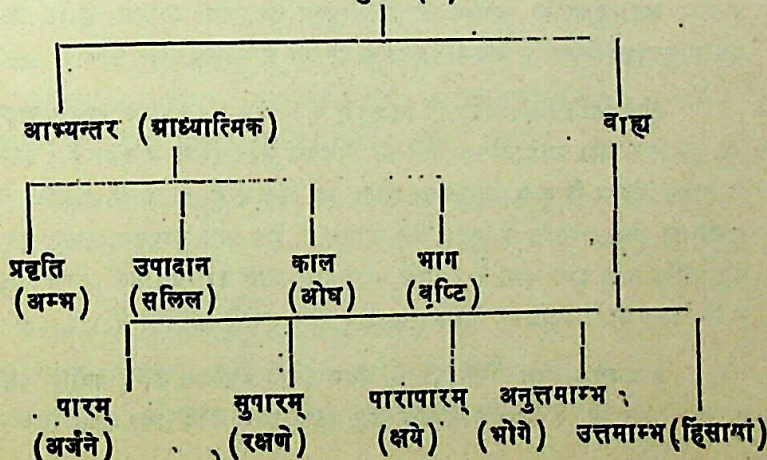 आभ्यन्तर (आध्यात्मिक) वाह्य
प्रवृति उपादान काल भाग
(अम्भ) (सलिल) (ओघ) (वृष्टि)
पारम् सुपारम् पारापारम् अनुत्तमाम्भ
(अर्जने) (रक्षणे) (क्षये) (भोगे) उत्तमाम्भ (हिंसायां)